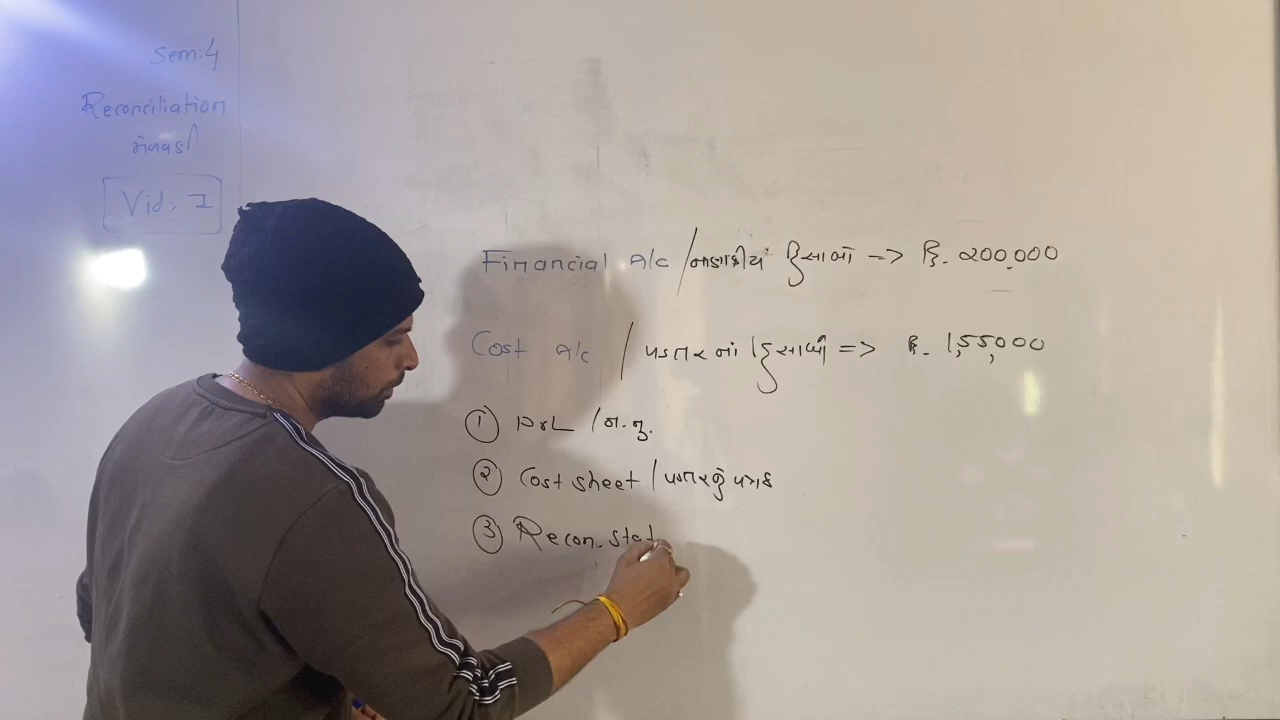 Sem:4
Reconciliation
મેળવણી
Vid: 1
Financial A/c / નાણાકીય હિસાબો => ₹. 200,000
Cost A/c / પડતરના હિસાબો => ₹. 1,55,000
① P&L / ન.નુ.
② Cost sheet / પડતરનું પત્રક
③ Recon. stat